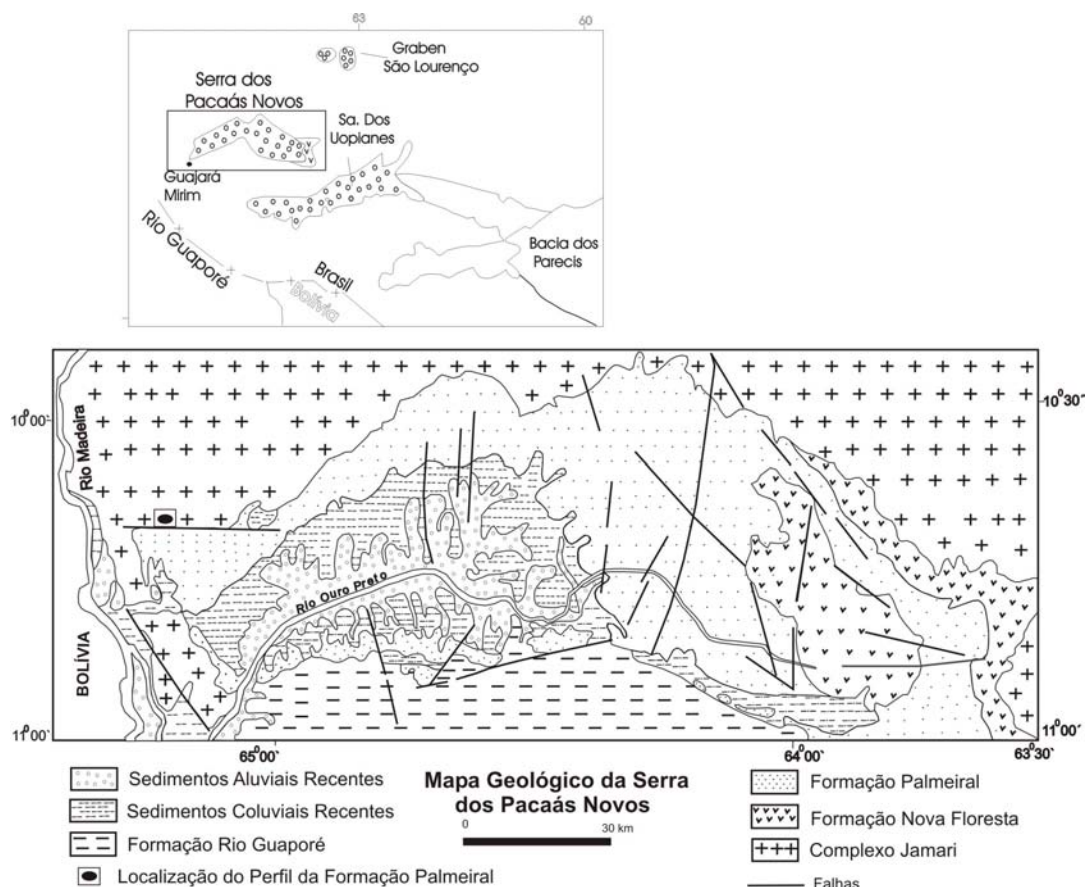 63
60
Graben
São Lourenço
Serra dos
Pacaás Novos
Sa. Dos
Uopianes
Guajará
Mirim
Rio Guaporé
Brasil
Bolívia
Bacia dos
Parecis
10°00´
10°30´
Rio Madeira
Rio Ouro Preto
BOLÍVIA
11°00´
11°00´
65°00´
64°00´
63°30´
Sedimentos Aluviais Recentes
Sedimentos Coluviais Recentes
Formação Rio Guaporé
Localização do Perfil da Formação Palmeiral
Mapa Geológico da Serra
dos Pacaás Novos
0
30 km
Formação Palmeiral
Formação Nova Floresta
Complexo Jamari
Falhas